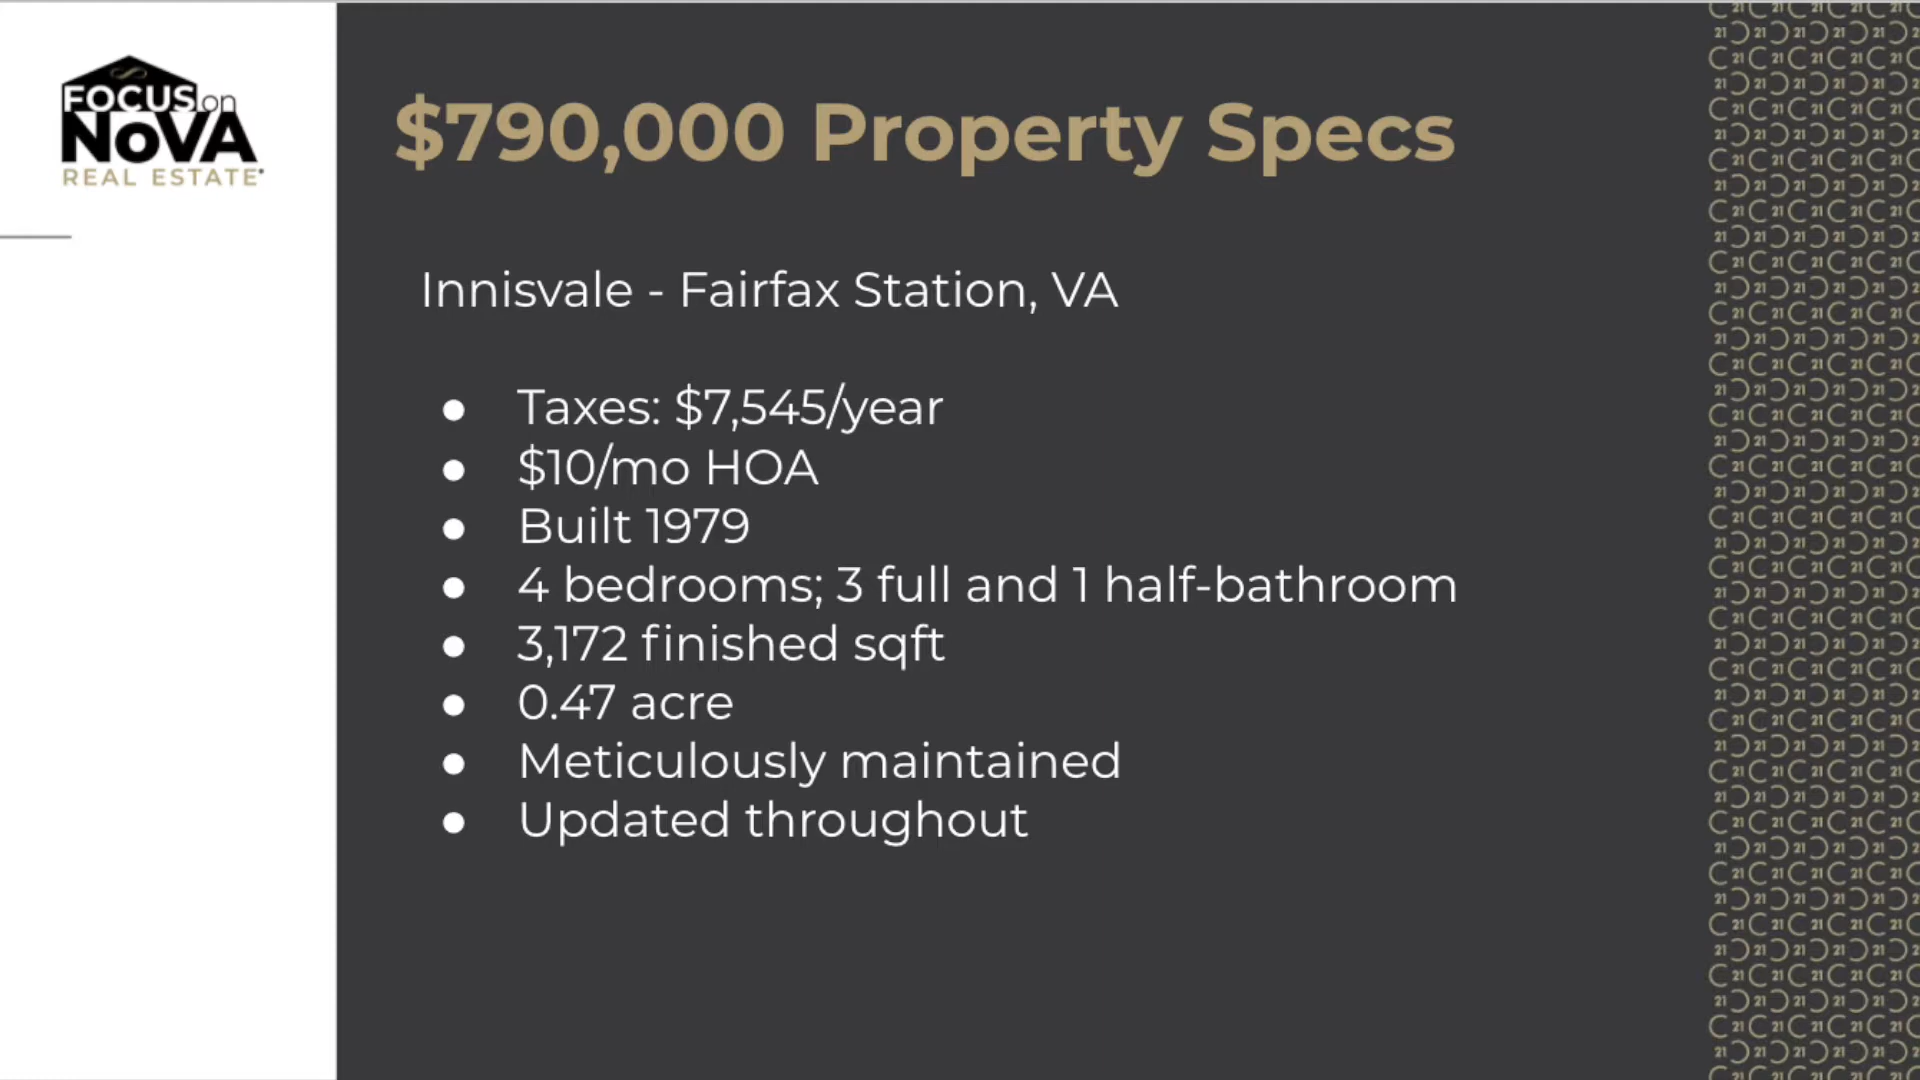 FOCUS on
NoVA
REAL ESTATE
$790,000 Property Specs
Innisvale - Fairfax Station, VA
● Taxes: $7,545/year
● $10/mo HOA
● Built 1979
● 4 bedrooms; 3 full and 1 half-bathroom
● 3,172 finished sqft
● 0.47 acre
● Meticulously maintained
● Updated throughout